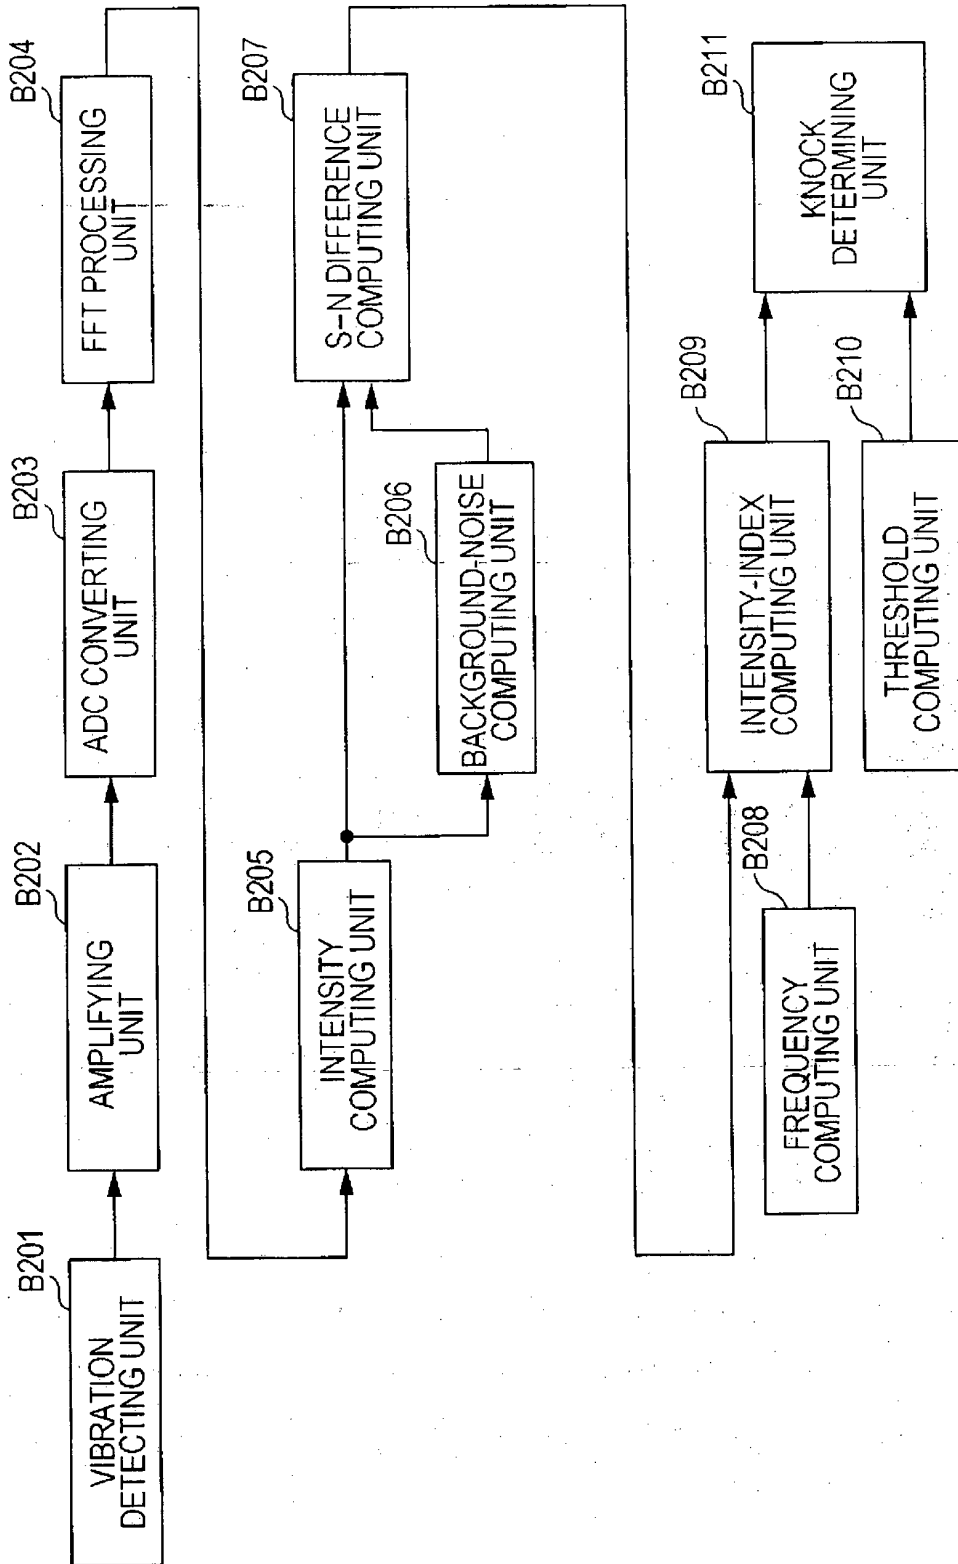 B201
VIBRATION
DETECTING UNIT
B202
AMPLIFYING
UNIT
B203
ADC CONVERTING
UNIT
B204
FFT PROCESSING
UNIT
B205
INTENSITY
COMPUTING UNIT
B206
BACKGROUND-NOISE
COMPUTING UNIT
B207
S-N DIFFERENCE
COMPUTING UNIT
B208
FREQUENCY
COMPUTING UNIT
B209
INTENSITY-INDEX
COMPUTING UNIT
B210
THRESHOLD
COMPUTING UNIT
B211
KNOCK
DETERMINING
UNIT